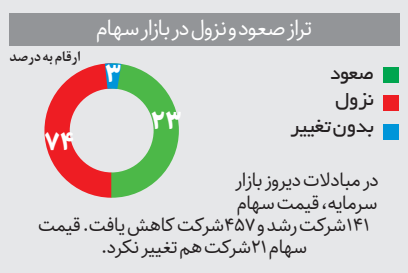 تراز صعود و نزول در بازار سهام
ارقام به درصد
صعود
نزول
بدون تغییر
۳
۲۳
۷۴
در مبادلات دیروز بازار
سرمایه، قیمت سهام
۱۴۱شرکت رشد و ۴۵۷شرکت کاهش یافت. قیمت
سهام ۲۱شرکت هم تغییر نکرد.